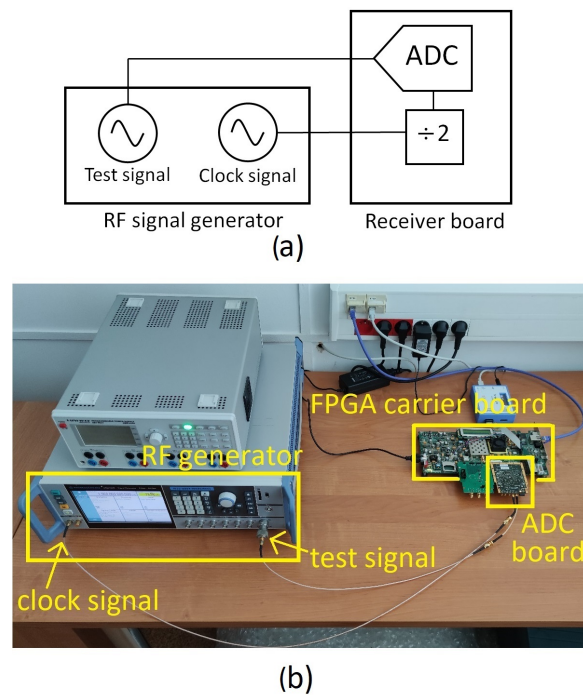 ADC
÷2
Test signal
Clock signal
RF signal generator
Receiver board
(a)
FPGA carrier board
RF generator
ADC
board
test signal
clock signal
(b)